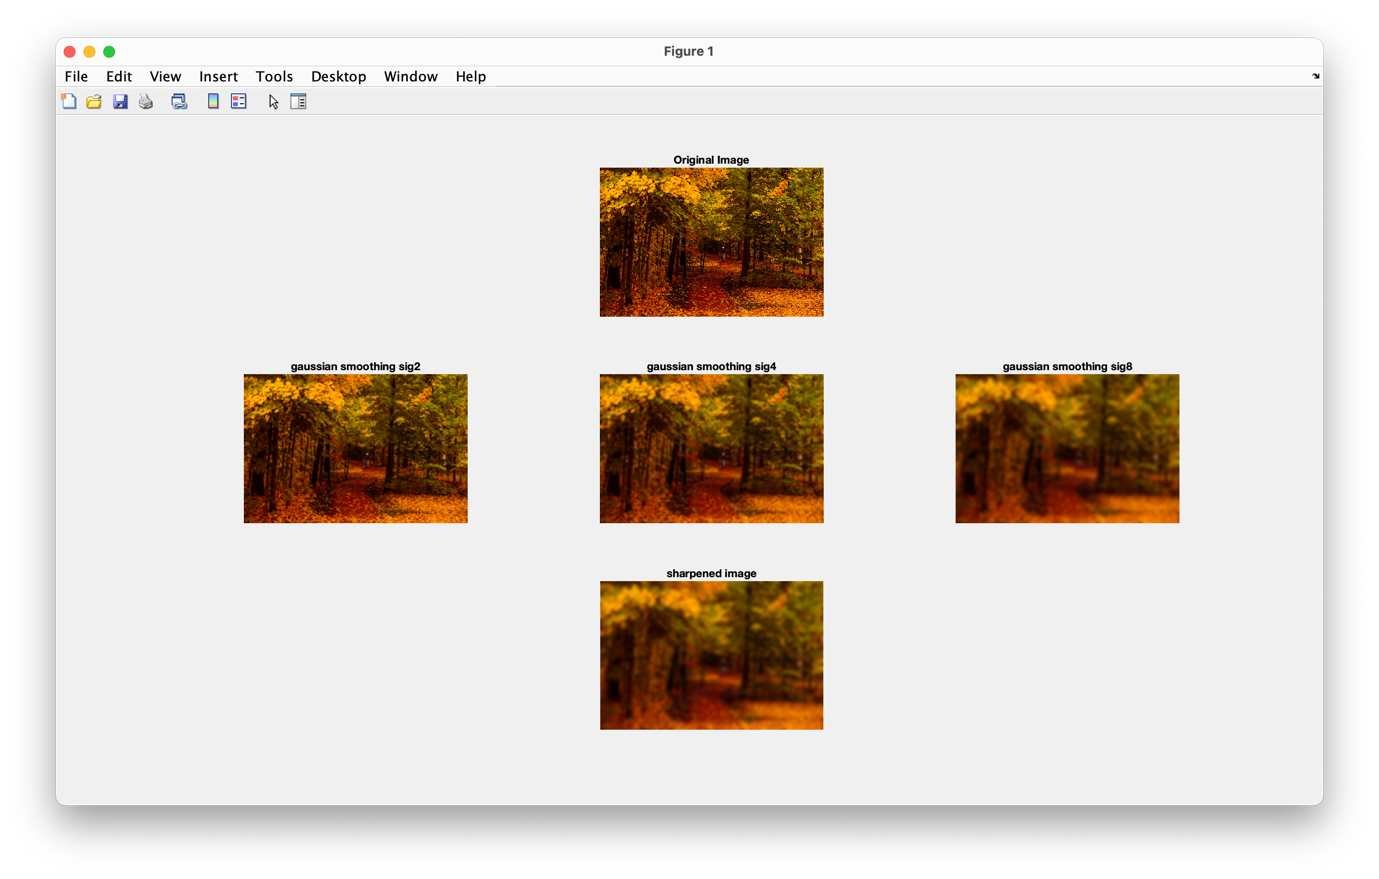 Figure 1
File Edit View Insert Tools Desktop Window Help
Original Image
gaussian smoothing sig2
gaussian smoothing sig4
gaussian smoothing sig8
sharpened image